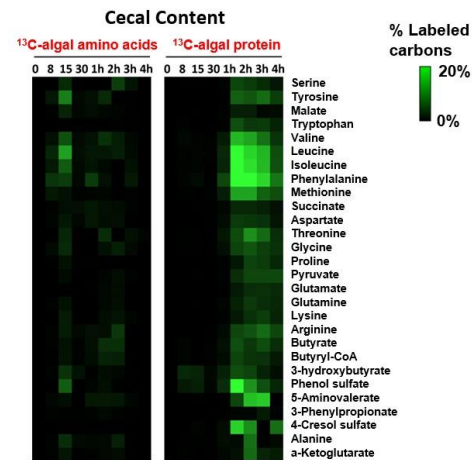 Cecal Content
¹³C-algal amino acids
¹³C-algal protein
% Labeled
carbons
20%
0%
0 8 15 30 1h 2h 3h 4h
0 8 15 30 1h 2h 3h 4h
Serine
Tyrosine
Malate
Tryptophan
Valine
Leucine
Isoleucine
Phenylalanine
Methionine
Succinate
Aspartate
Threonine
Glycine
Proline
Pyruvate
Glutamate
Glutamine
Lysine
Arginine
Butyrate
Butyryl-CoA
3-hydroxybutyrate
Phenol sulfate
5-Aminovalerate
3-Phenylpropionate
4-Cresol sulfate
Alanine
a-Ketoglutarate